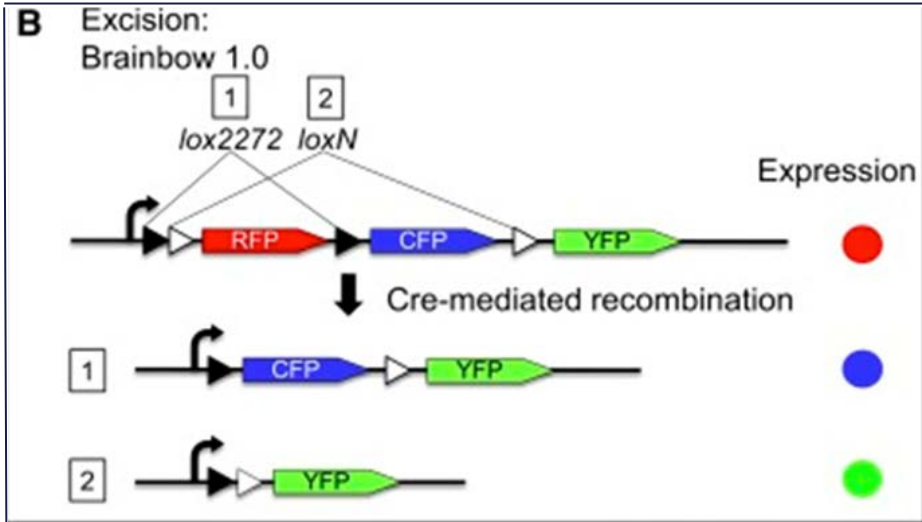 B
Excision:
Brainbow 1.0
1 2
lox2272 loxN
Expression
RFP CFP YFP
Cre-mediated recombination
1 CFP YFP
2 YFP